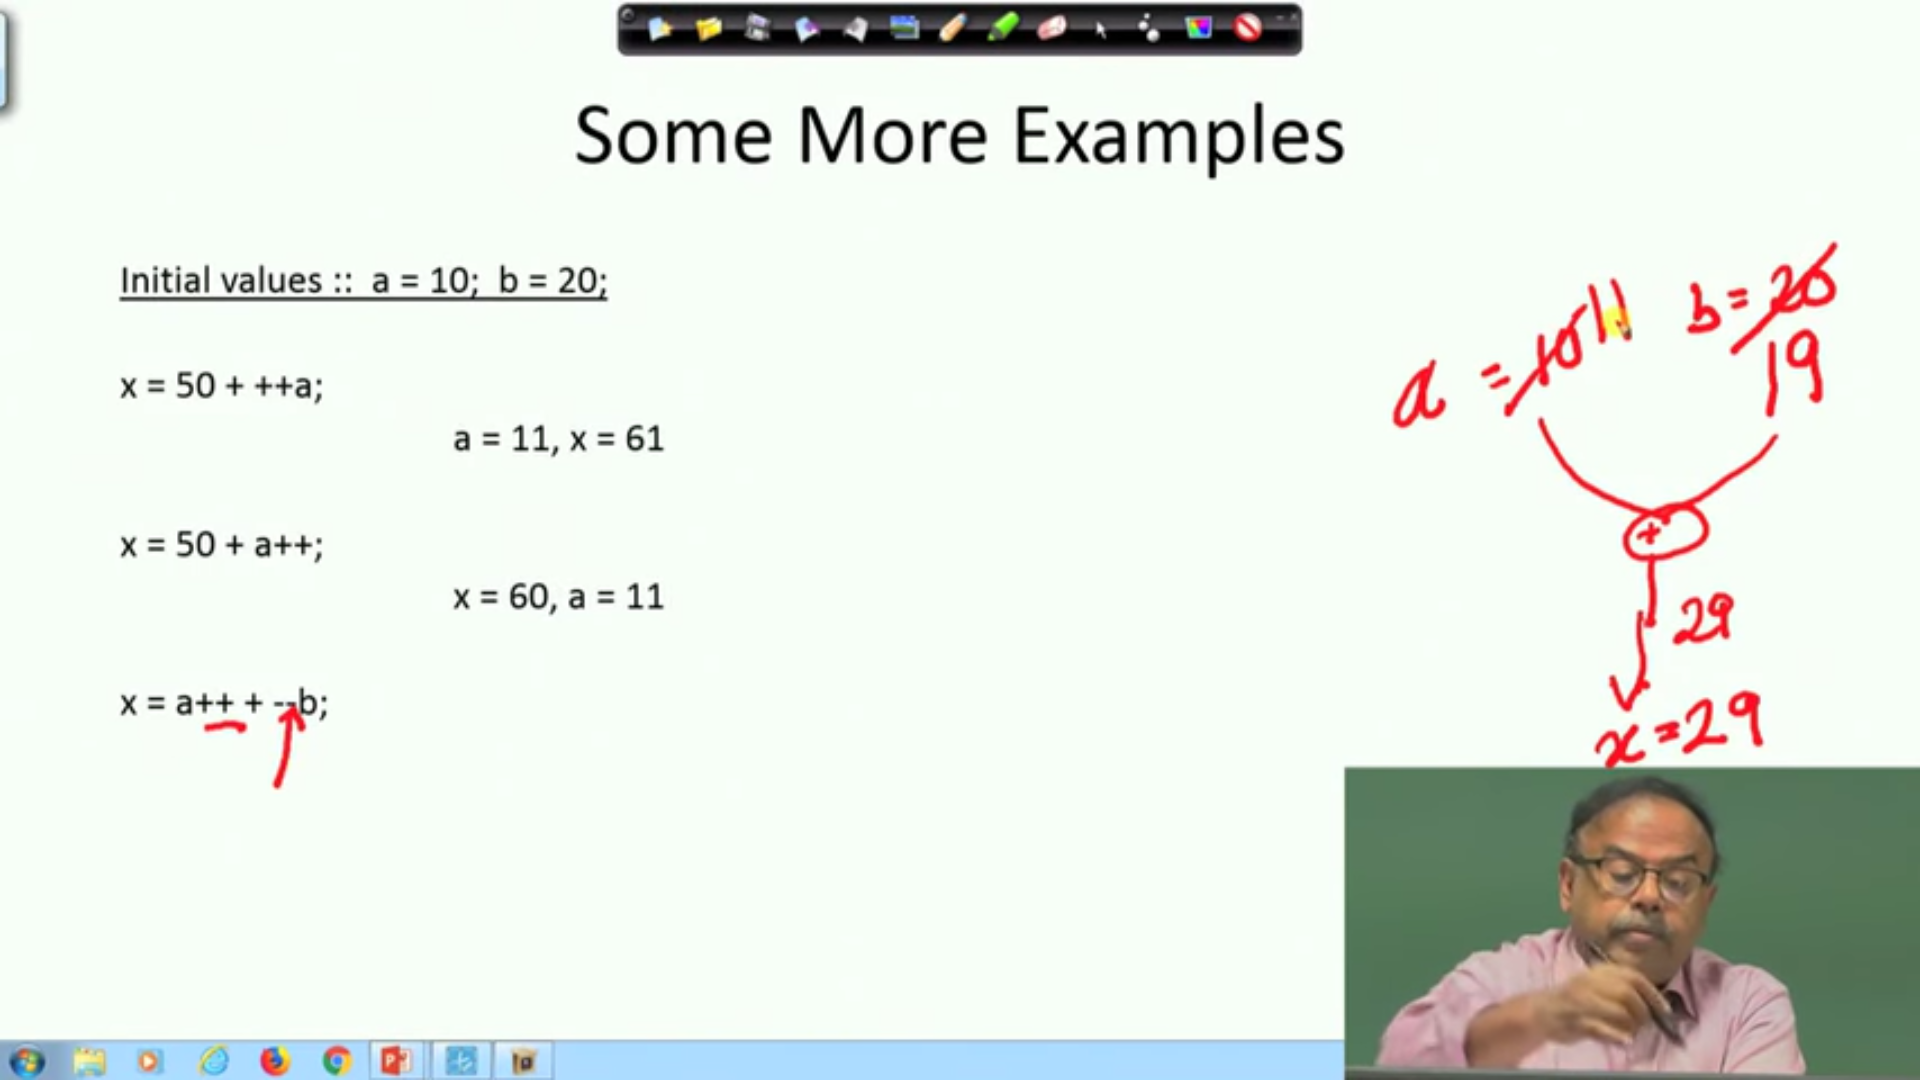 Some More Examples
Initial values :: a = 10; b = 20;
x = 50 + ++a;
a = 11, x = 61
x = 50 + a++;
x = 60, a = 11
x = a++ + --b;
a = 10 11
b = 20
19
+
29
x = 29